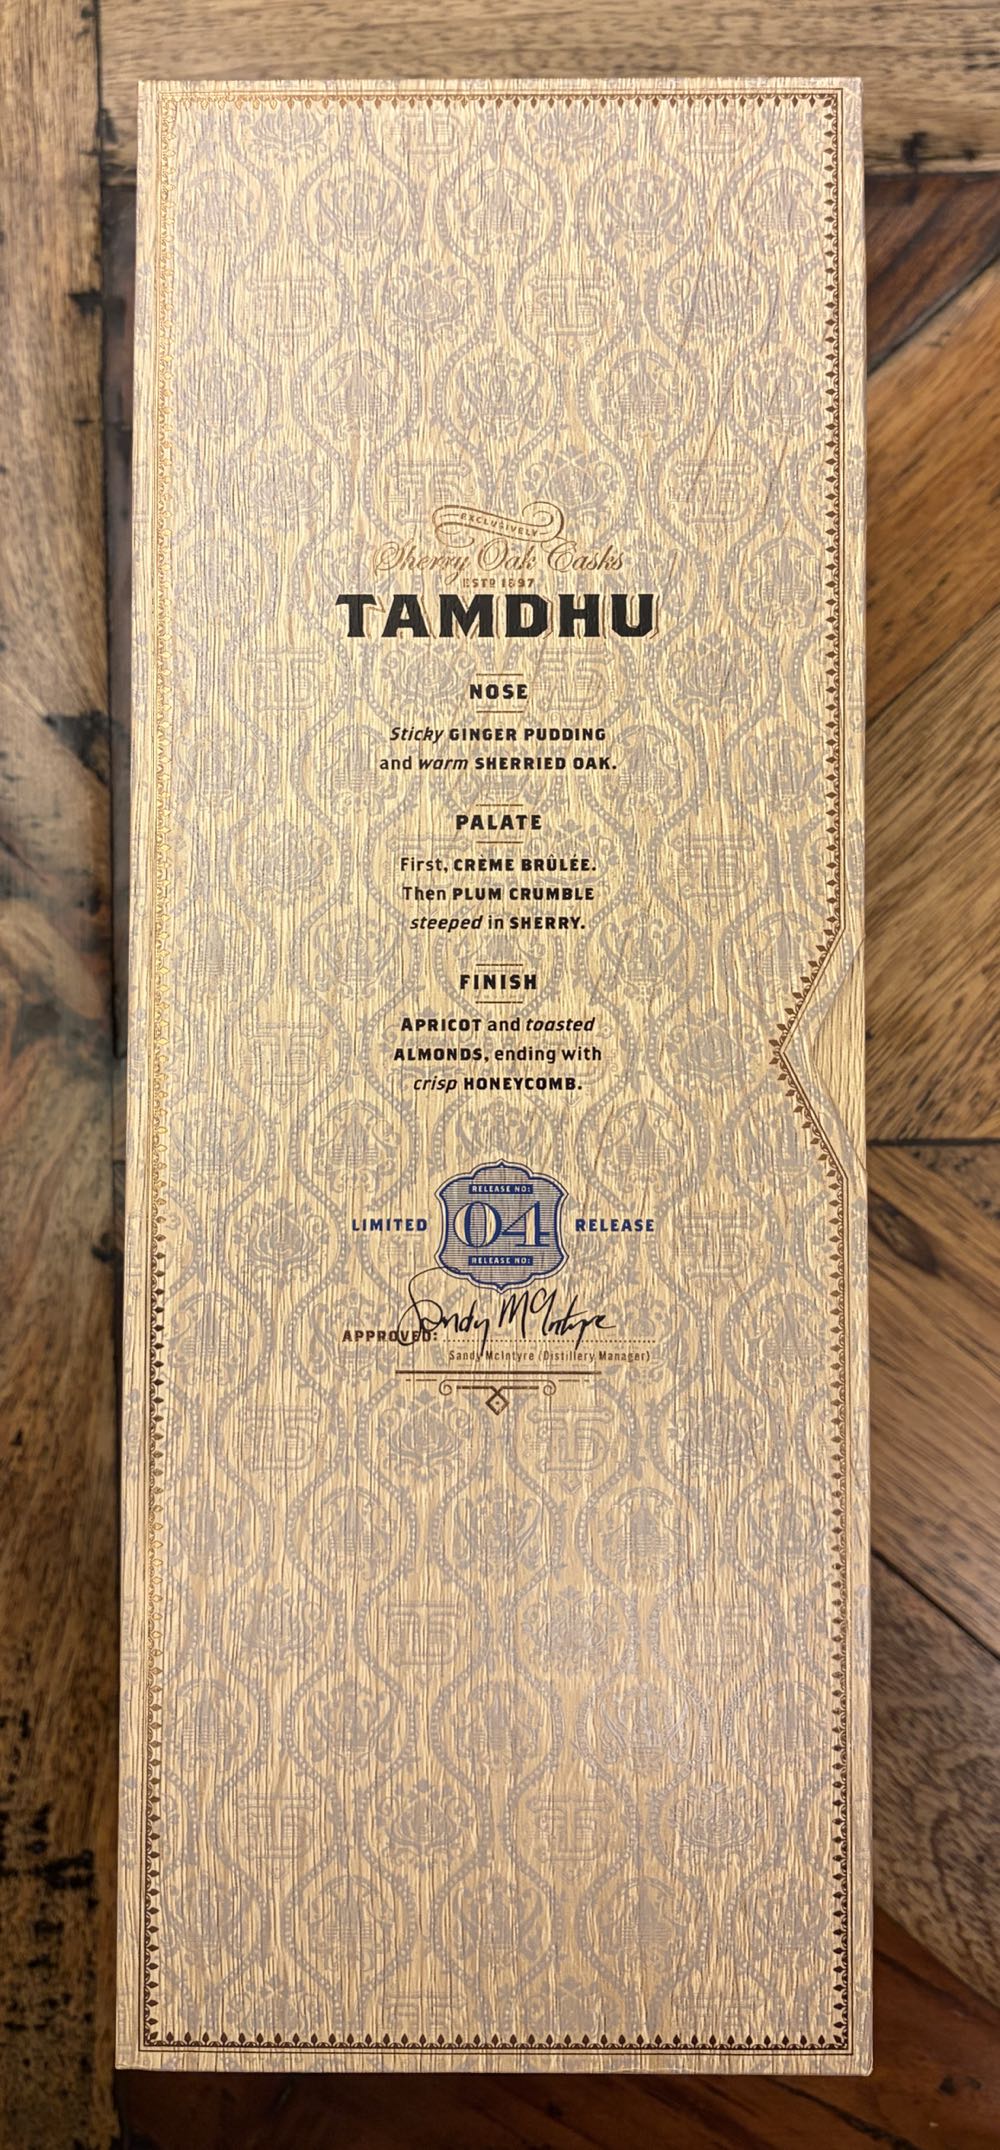 EXCLUSIVELY
Sherry Oak Casks
ESTD 1897
TAMDHU
NOSE
Sticky GINGER PUDDING
and warm SHERRIED OAK.
PALATE
First, CRÈME BRÛLÉE.
Then PLUM CRUMBLE
steeped in SHERRY.
FINISH
APRICOT and toasted
ALMONDS, ending with
crisp HONEYCOMB.
RELEASE NO:
LIMITED 04 RELEASE
RELEASE NO:
Sandy McIntyre
APPROVED:
Sandy McIntyre (Distillery Manager)